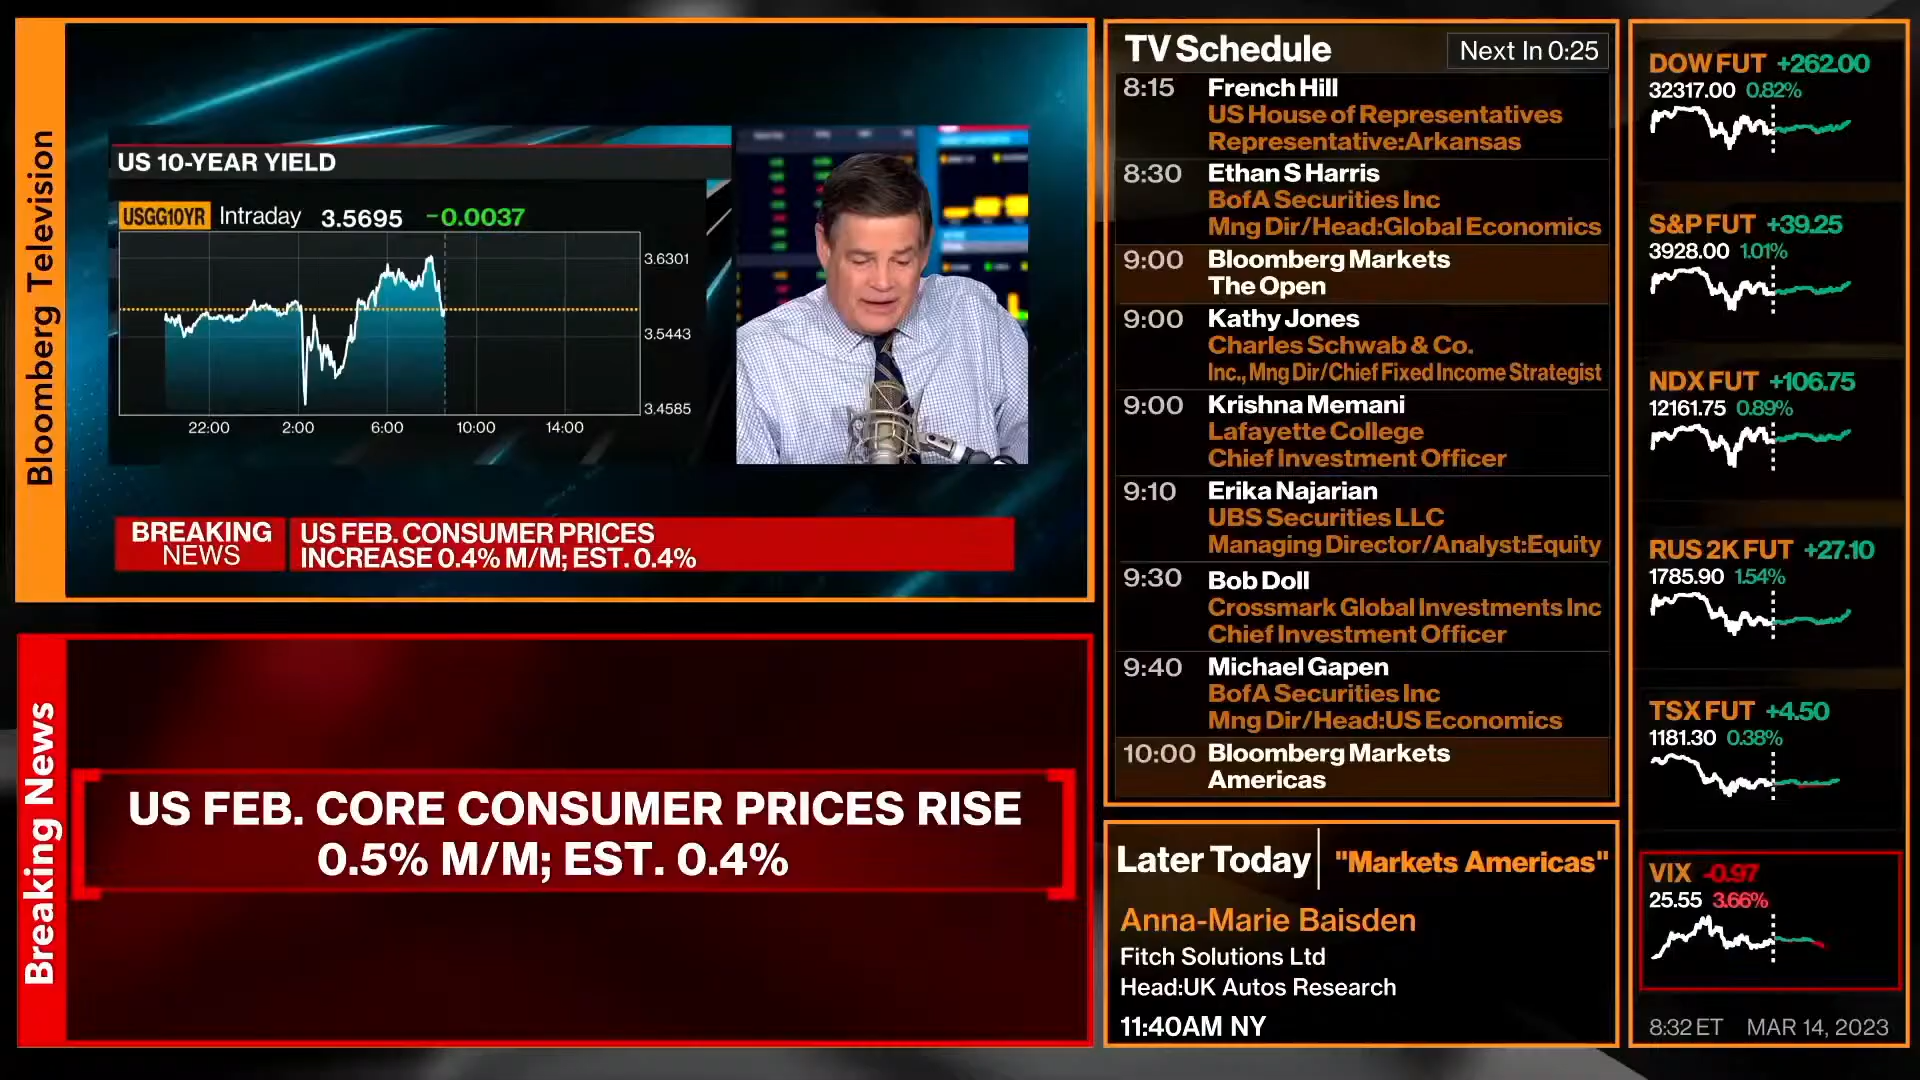 Bloomberg Television
US 10-YEAR YIELD
USGG10YR Intraday 3.5695 -0.0037
3.6301
3.5443
3.4585
22:00 2:00 6:00 10:00 14:00
BREAKING
NEWS
US FEB. CONSUMER PRICES
INCREASE 0.4% M/M; EST. 0.4%
Breaking News
US FEB. CORE CONSUMER PRICES RISE
0.5% M/M; EST. 0.4%
TV Schedule
Next In 0:25
8:15 French Hill
US House of Representatives
Representative:Arkansas
8:30 Ethan S Harris
BofA Securities Inc
Mng Dir/Head:Global Economics
9:00 Bloomberg Markets
The Open
9:00 Kathy Jones
Charles Schwab & Co.
Inc., Mng Dir/Chief Fixed Income Strategist
9:00 Krishna Memani
Lafayette College
Chief Investment Officer
9:10 Erika Najarian
UBS Securities LLC
Managing Director/Analyst:Equity
9:30 Bob Doll
Crossmark Global Investments Inc
Chief Investment Officer
9:40 Michael Gapen
BofA Securities Inc
Mng Dir/Head:US Economics
10:00 Bloomberg Markets
Americas
Later Today
"Markets Americas"
Anna-Marie Baisden
Fitch Solutions Ltd
Head:UK Autos Research
11:40AM NY
DOW FUT +262.00
32317.00 0.82%
S&P FUT +39.25
3928.00 1.01%
NDX FUT +106.75
12161.75 0.89%
RUS 2K FUT +27.10
1785.90 1.54%
TSX FUT +4.50
1181.30 0.38%
VIX -0.97
25.55 3.66%
8:32 ET MAR 14, 2023